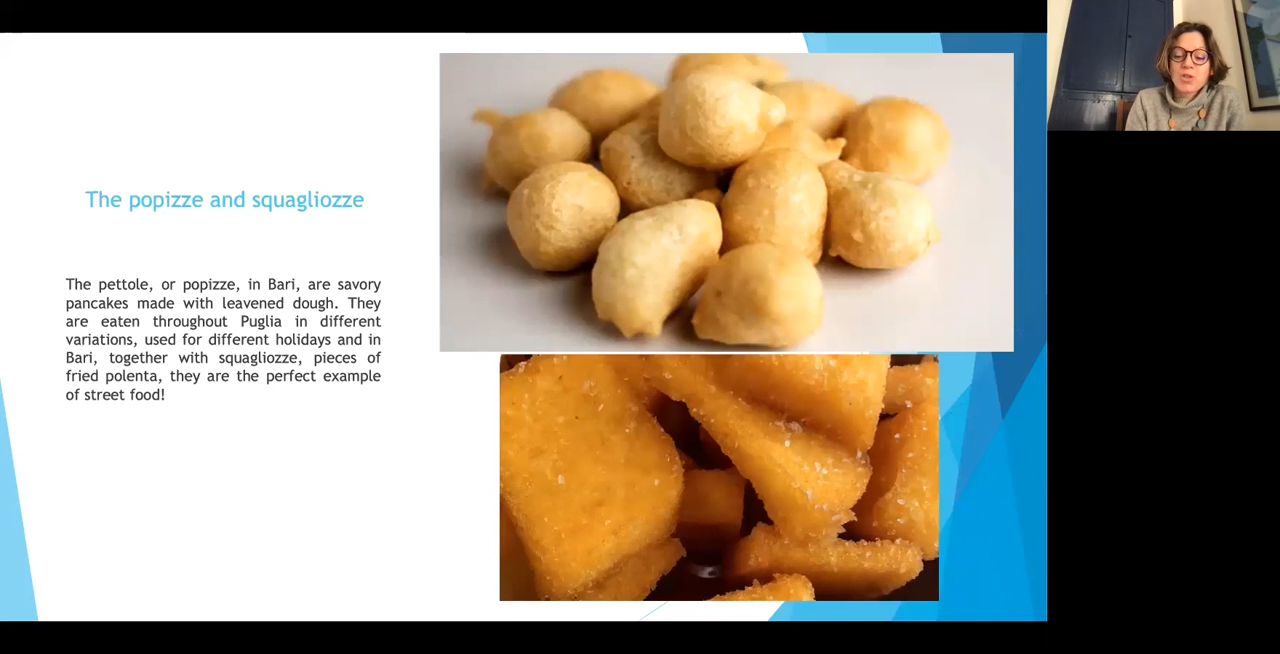 The popizze and squagliozze
The pettole, or popizze, in Bari, are savory
pancakes made with leavened dough. They
are eaten throughout Puglia in different
variations, used for different holidays and in
Bari, together with squagliozze, pieces of
fried polenta, they are the perfect example
of street food!